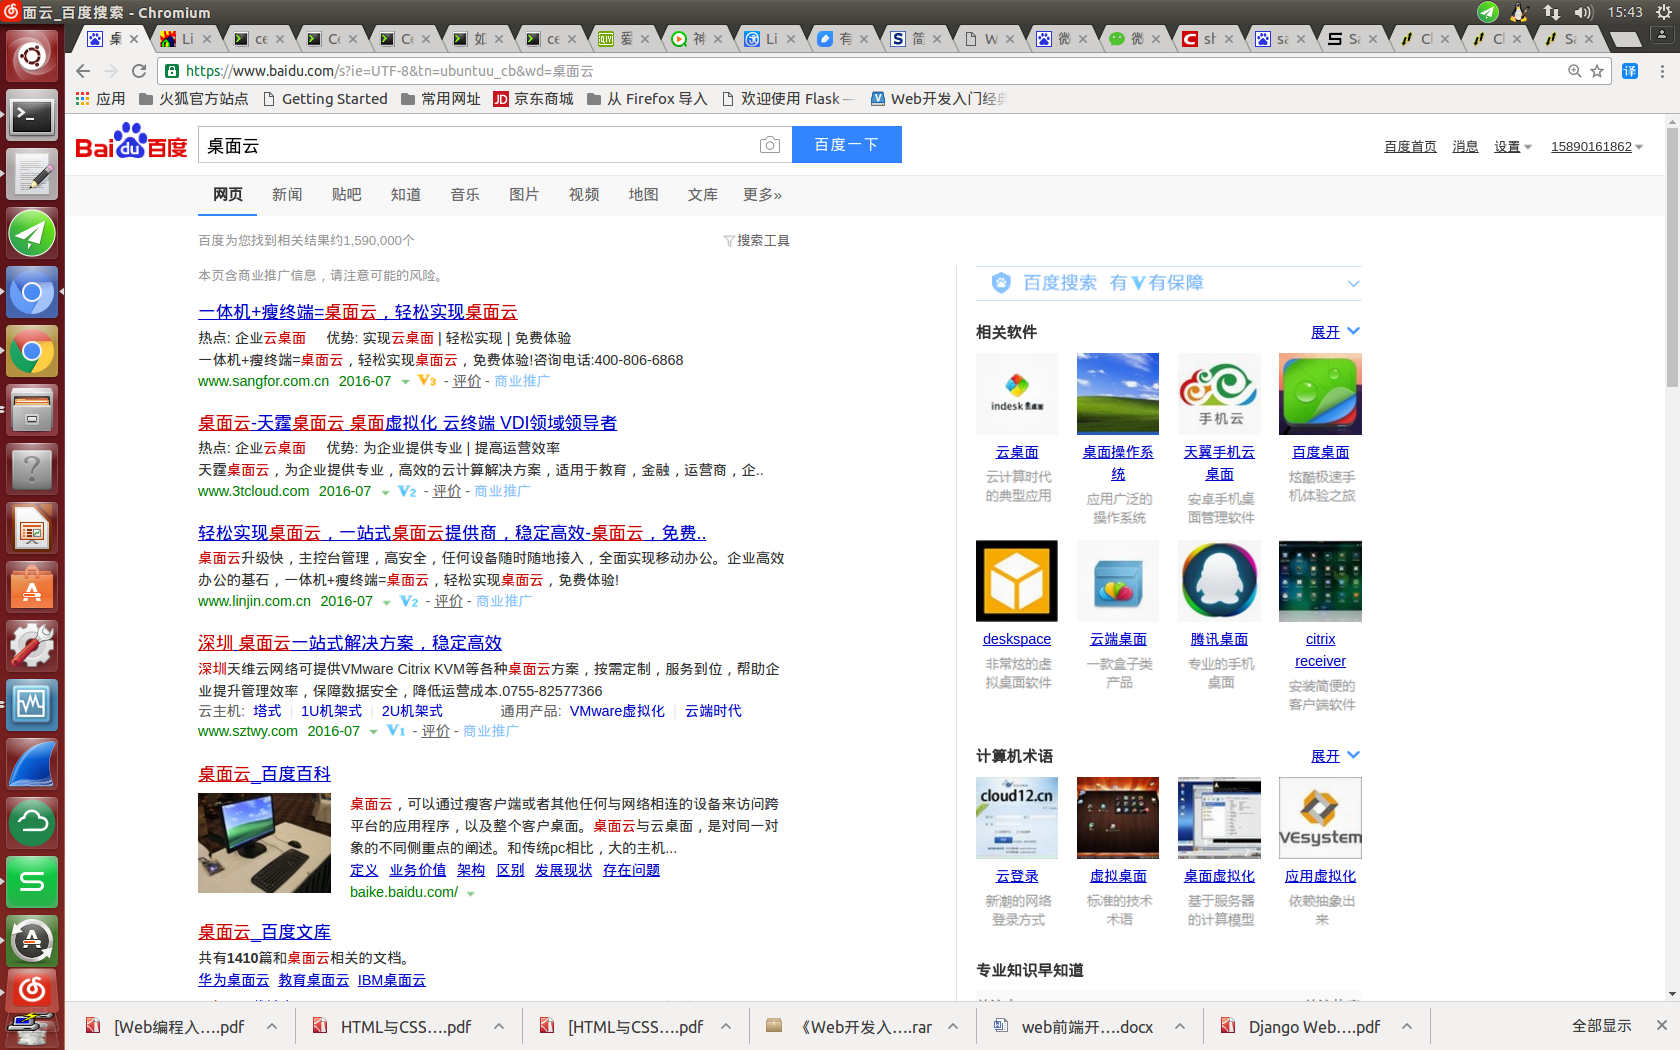 面云_百度搜索 - Chromium
15:43
桌 Li ce Ce Ce 如 ce 爱 神 Li 有 简 W 微 微 sh sa Sa Cl Cl Sa
https://www.baidu.com/s?ie=UTF-8&tn=ubuntuu_cb&wd=桌面云
译
应用 火狐官方站点 Getting Started 常用网址 京东商城 从 Firefox 导入 欢迎使用 Flask — Web开发入门经典
Baidu百度 桌面云 百度一下
百度首页 消息 设置 15890161862
网页 新闻 贴吧 知道 音乐 图片 视频 地图 文库 更多»
百度为您找到相关结果约1,590,000个 搜索工具
本页含商业推广信息，请注意可能的风险。
一体机+瘦终端=桌面云，轻松实现桌面云
热点: 企业云桌面 优势: 实现云桌面 | 轻松实现 | 免费体验
一体机+瘦终端=桌面云，轻松实现桌面云，免费体验!咨询电话:400-806-6868
www.sangfor.com.cn 2016-07 V3 - 评价 - 商业推广
桌面云-天霆桌面云 桌面虚拟化 云终端 VDI领域领导者
热点: 企业云桌面 优势: 为企业提供专业 | 提高运营效率
天霆桌面云，为企业提供专业，高效的云计算解决方案，适用于教育，金融，运营商，企..
www.3tcloud.com 2016-07 V2 - 评价 - 商业推广
轻松实现桌面云，一站式桌面云提供商，稳定高效-桌面云，免费..
桌面云升级快，主控台管理，高安全，任何设备随时随地接入，全面实现移动办公。企业高效
办公的基石，一体机+瘦终端=桌面云，轻松实现桌面云，免费体验!
www.linjin.com.cn 2016-07 V2 - 评价 - 商业推广
深圳 桌面云一站式解决方案，稳定高效
深圳天维云网络可提供VMware Citrix KVM等各种桌面云方案，按需定制，服务到位，帮助企
业提升管理效率，保障数据安全，降低运营成本.0755-82577366
云主机: 塔式 | 1U机架式 | 2U机架式 通用产品: VMware虚拟化 | 云端时代
www.sztwy.com 2016-07 V1 - 评价 - 商业推广
桌面云_百度百科
桌面云，可以通过瘦客户端或者其他任何与网络相连的设备来访问跨
平台的应用程序，以及整个客户桌面。桌面云与云桌面，是对同一对
象的不同侧重点的阐述。和传统pc相比，大的主机...
定义 业务价值 架构 区别 发展现状 存在问题
baike.baidu.com/
桌面云_百度文库
共有1410篇和桌面云相关的文档。
华为桌面云 教育桌面云 IBM桌面云
百度搜索 有V有保障
相关软件 展开
indesk 云桌面
手机云
云桌面 桌面操作系 天翼手机云 百度桌面
统 桌面
云计算时代 应用广泛的 安卓手机桌 炫酷极速手
的典型应用 操作系统 面管理软件 机体验之旅
deskspace 云端桌面 腾讯桌面 citrix
receiver
非常炫的虚 一款盒子类 专业的手机 安装简便的
拟桌面软件 产品 桌面 客户端软件
计算机术语 展开
cloud12.cn
VEsystem
云登录 虚拟桌面 桌面虚拟化 应用虚拟化
新潮的网络 标准的技术 基于服务器 依赖抽象出
登录方式 术语 的计算模型 来
专业知识早知道
[Web编程入....pdf HTML与CSS....pdf [HTML与CSS....pdf 《Web开发入....rar web前端开....docx Django Web....pdf 全部显示